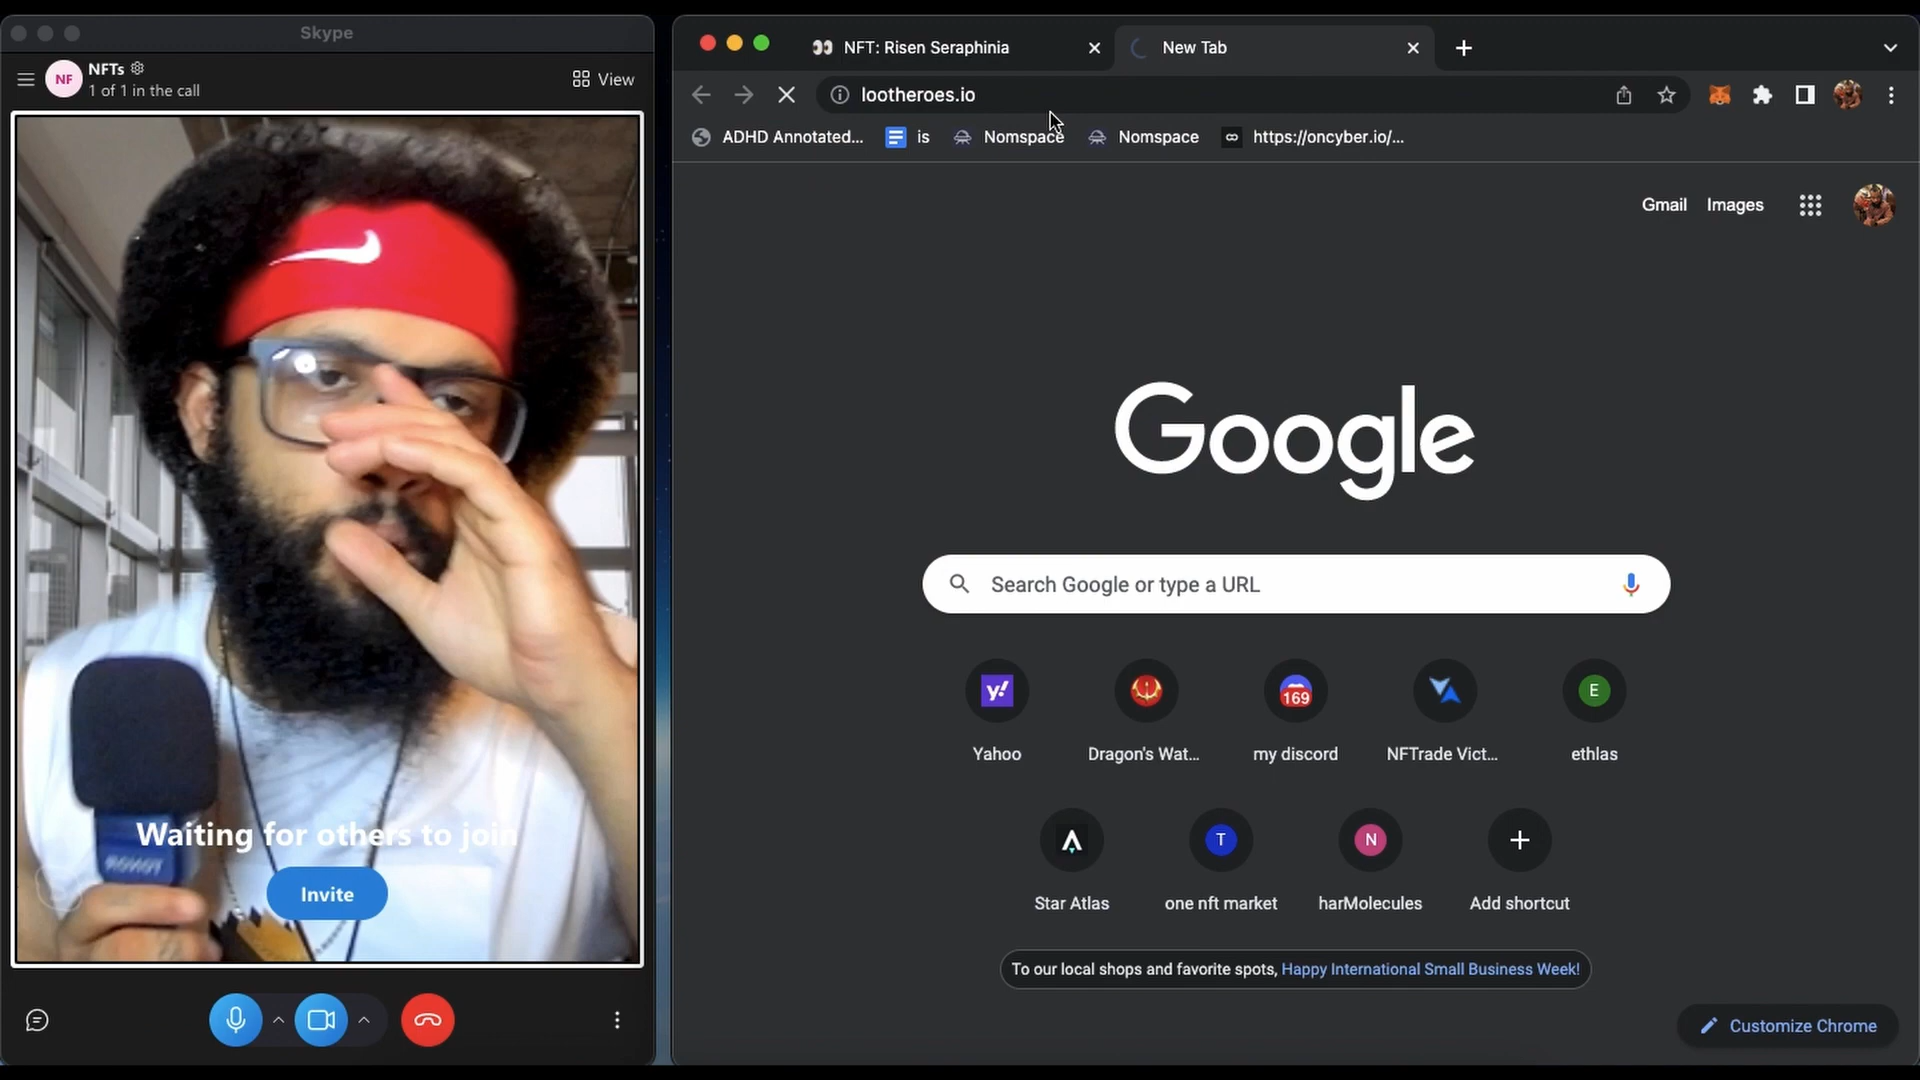 Skype
NF
NFTs
1 of 1 in the call
View
Waiting for others to join
Invite
NFT: Risen Seraphinia
New Tab
lootheroes.io
ADHD Annotated...
is
Nomspace
Nomspace
https://oncyber.io/...
Gmail
Images
Google
Search Google or type a URL
y!
169
E
Yahoo
Dragon's Wat...
my discord
NFTrade Vict...
ethlas
T
N
Star Atlas
one nft market
harMolecules
Add shortcut
To our local shops and favorite spots, Happy International Small Business Week!
Customize Chrome